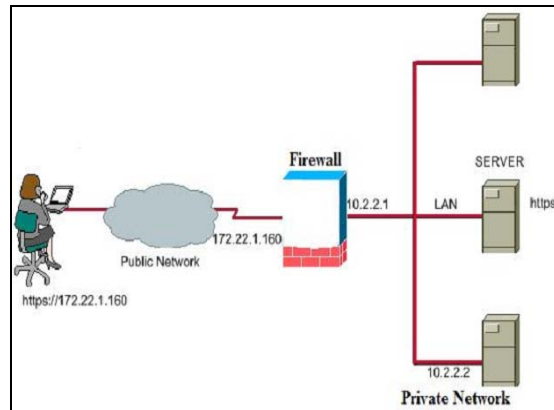 Firewall
SERVER
10.2.2.1
LAN
https
172.22.1.160
Public Network
https://172.22.1.160
10.2.2.2
Private Network